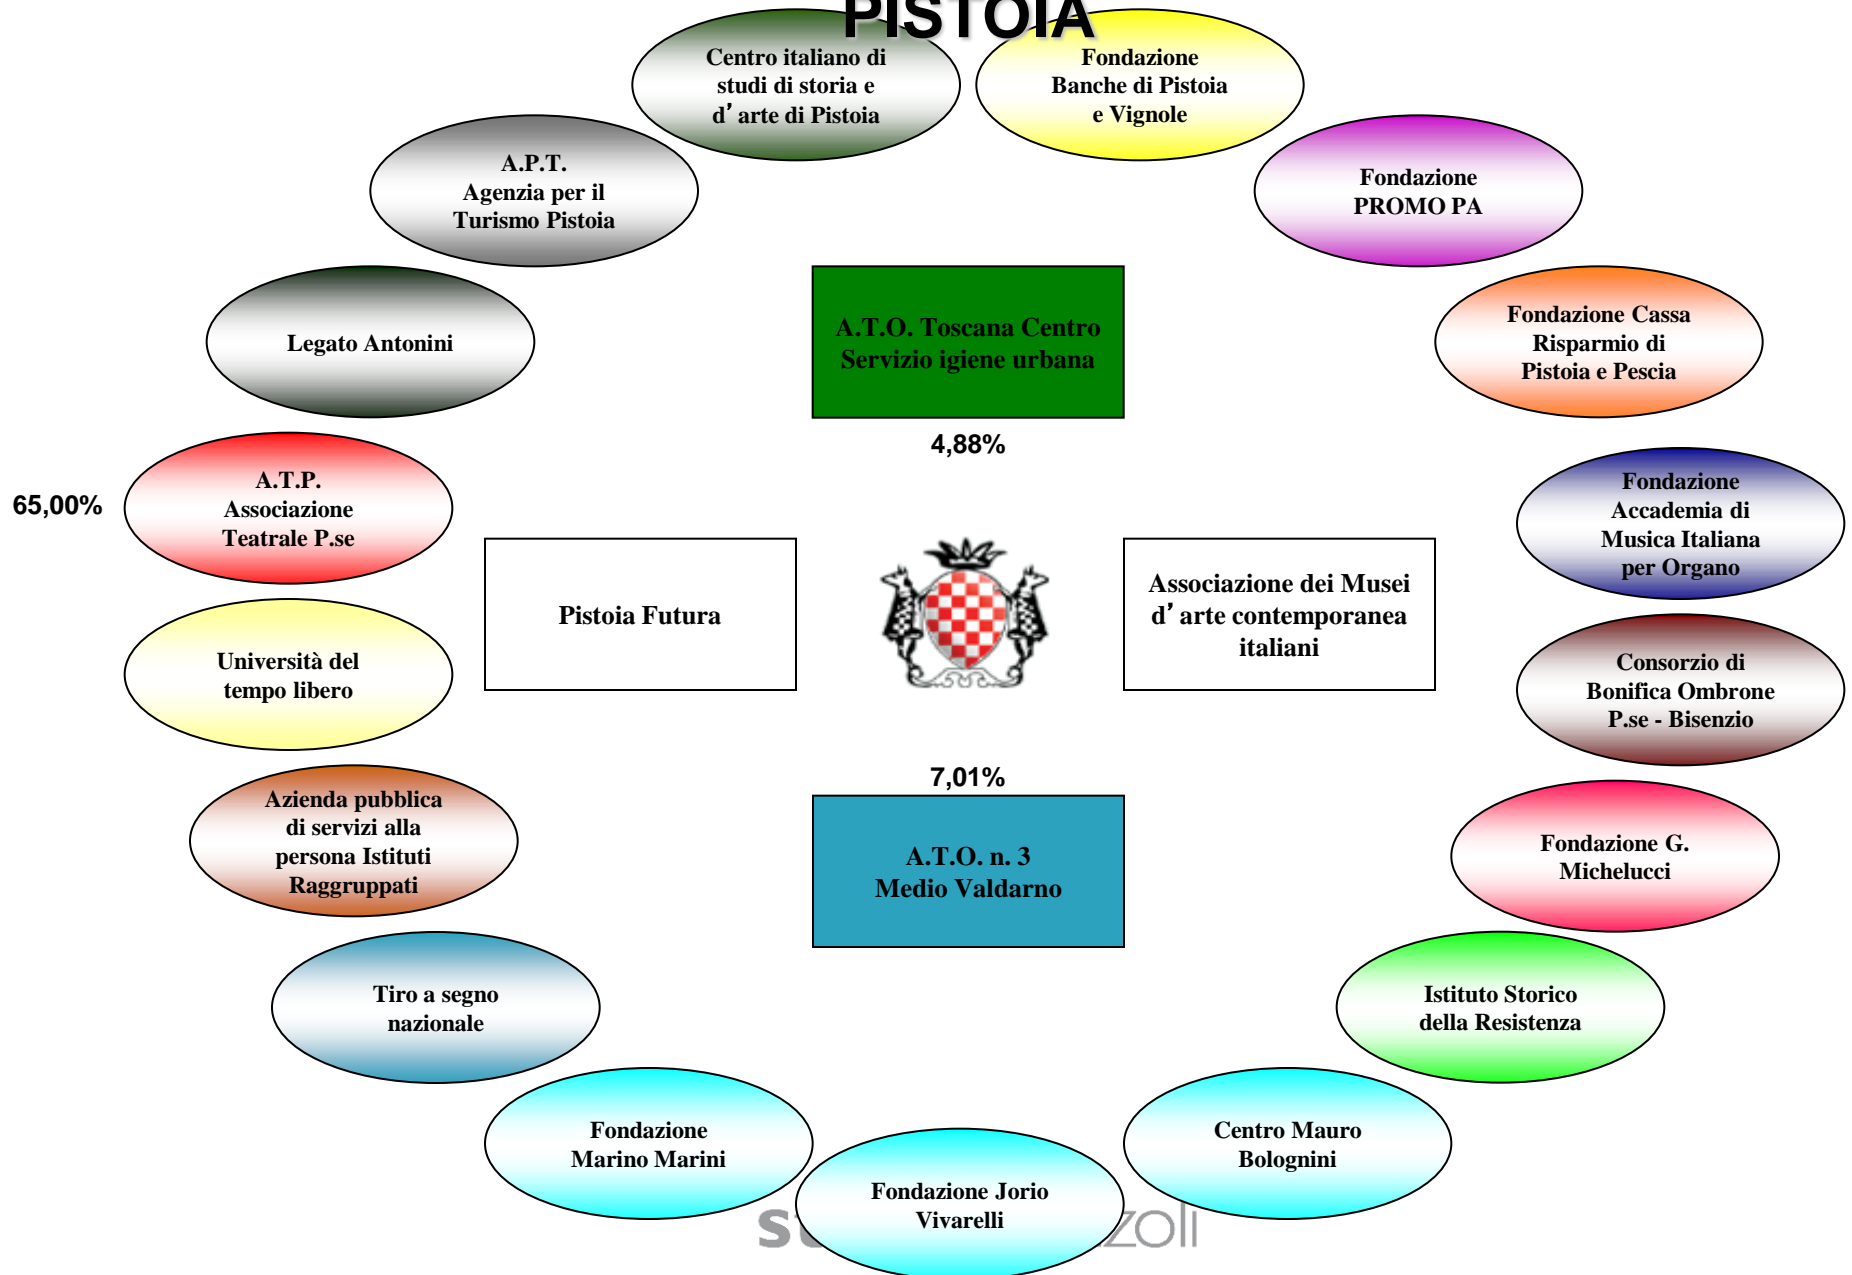 PISTOIA
Centro italiano di
studi di storia e
d’arte di Pistoia
Fondazione
Banche di Pistoia
e Vignole
A.P.T.
Agenzia per il
Turismo Pistoia
Fondazione
PROMO PA
Legato Antonini
A.T.O. Toscana Centro
Servizio igiene urbana
4,88%
Fondazione Cassa
Risparmio di
Pistoia e Pescia
65,00%
A.T.P.
Associazione
Teatrale P.se
Fondazione
Accademia di
Musica Italiana
per Organo
Pistoia Futura
Associazione dei Musei
d’arte contemporanea
italiani
Università del
tempo libero
Consorzio di
Bonifica Ombrone
P.se - Bisenzio
7,01%
A.T.O. n. 3
Medio Valdarno
Azienda pubblica
di servizi alla
persona Istituti
Raggruppati
Fondazione G.
Michelucci
Tiro a segno
nazionale
Istituto Storico
della Resistenza
Fondazione
Marino Marini
Fondazione Jorio
Vivarelli
Centro Mauro
Bolognini